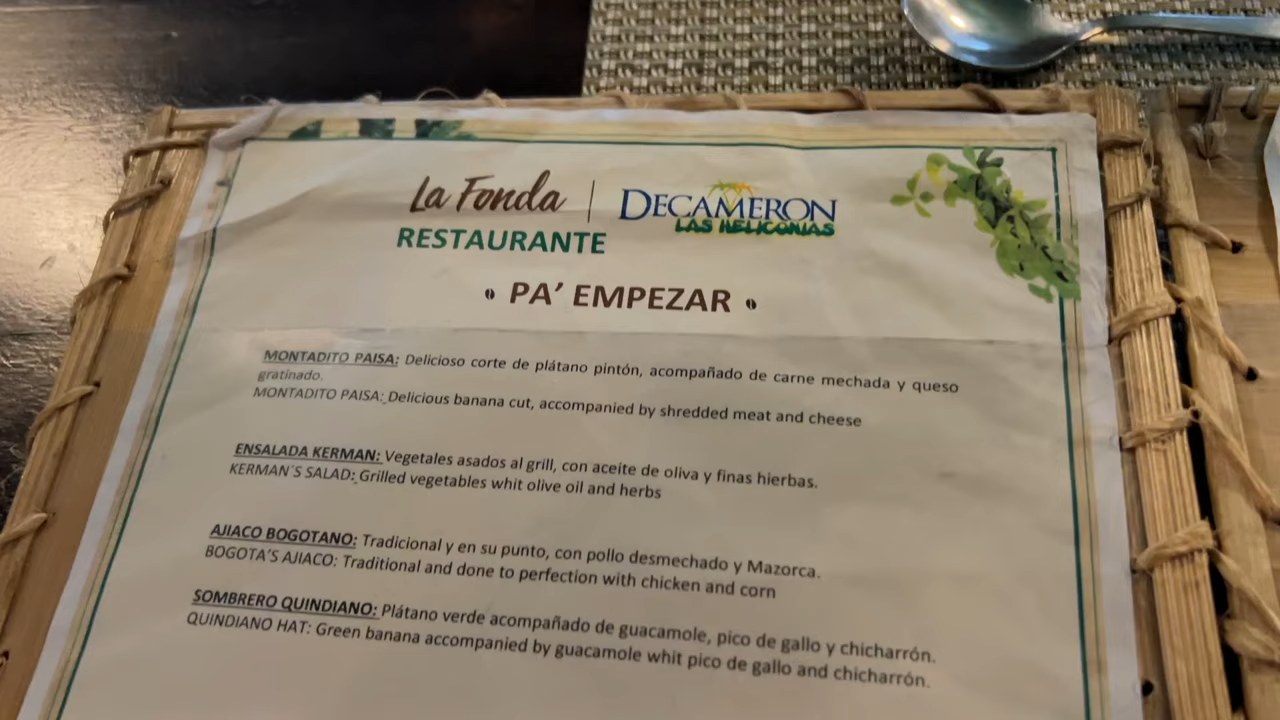 La Fonda
RESTAURANTE
DECAMERON
LAS HELICONIAS
PA' EMPEZAR
MONTADITO PAISA: Delicioso corte de plátano pintón, acompañado de carne mechada y queso
gratinado.
MONTADITO PAISA: Delicious banana cut, accompanied by shredded meat and cheese
ENSALADA KERMAN: Vegetales asados al grill, con aceite de oliva y finas hierbas.
KERMAN´S SALAD: Grilled vegetables whit olive oil and herbs
AJIACO BOGOTANO: Tradicional y en su punto, con pollo desmechado y Mazorca.
BOGOTA'S AJIACO: Traditional and done to perfection with chicken and corn
SOMBRERO QUINDIANO: Plátano verde acompañado de guacamole, pico de gallo y chicharrón.
QUINDIANO HAT: Green banana accompanied by guacamole whit pico de gallo and chicharrón.